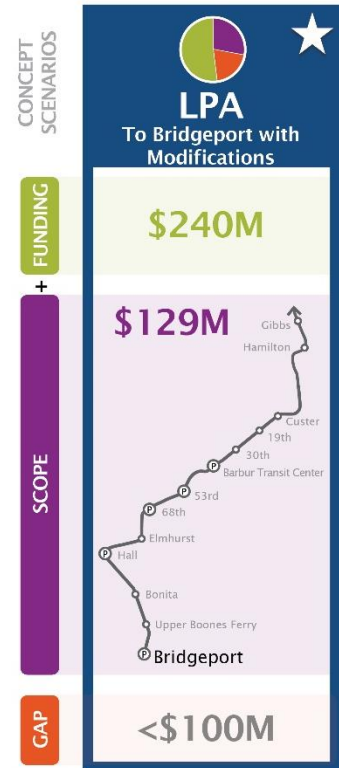 CONCEPT
SCENARIOS
LPA
To Bridgeport with
Modifications
FUNDING
$240M
+
SCOPE
$129M
Gibbs
Hamilton
Custer
19th
30th
Barbur Transit Center
P
53rd
P
68th
P
Elmhurst
P
Hall
Bonita
Upper Boones Ferry
P
Bridgeport
GAP
<$100M